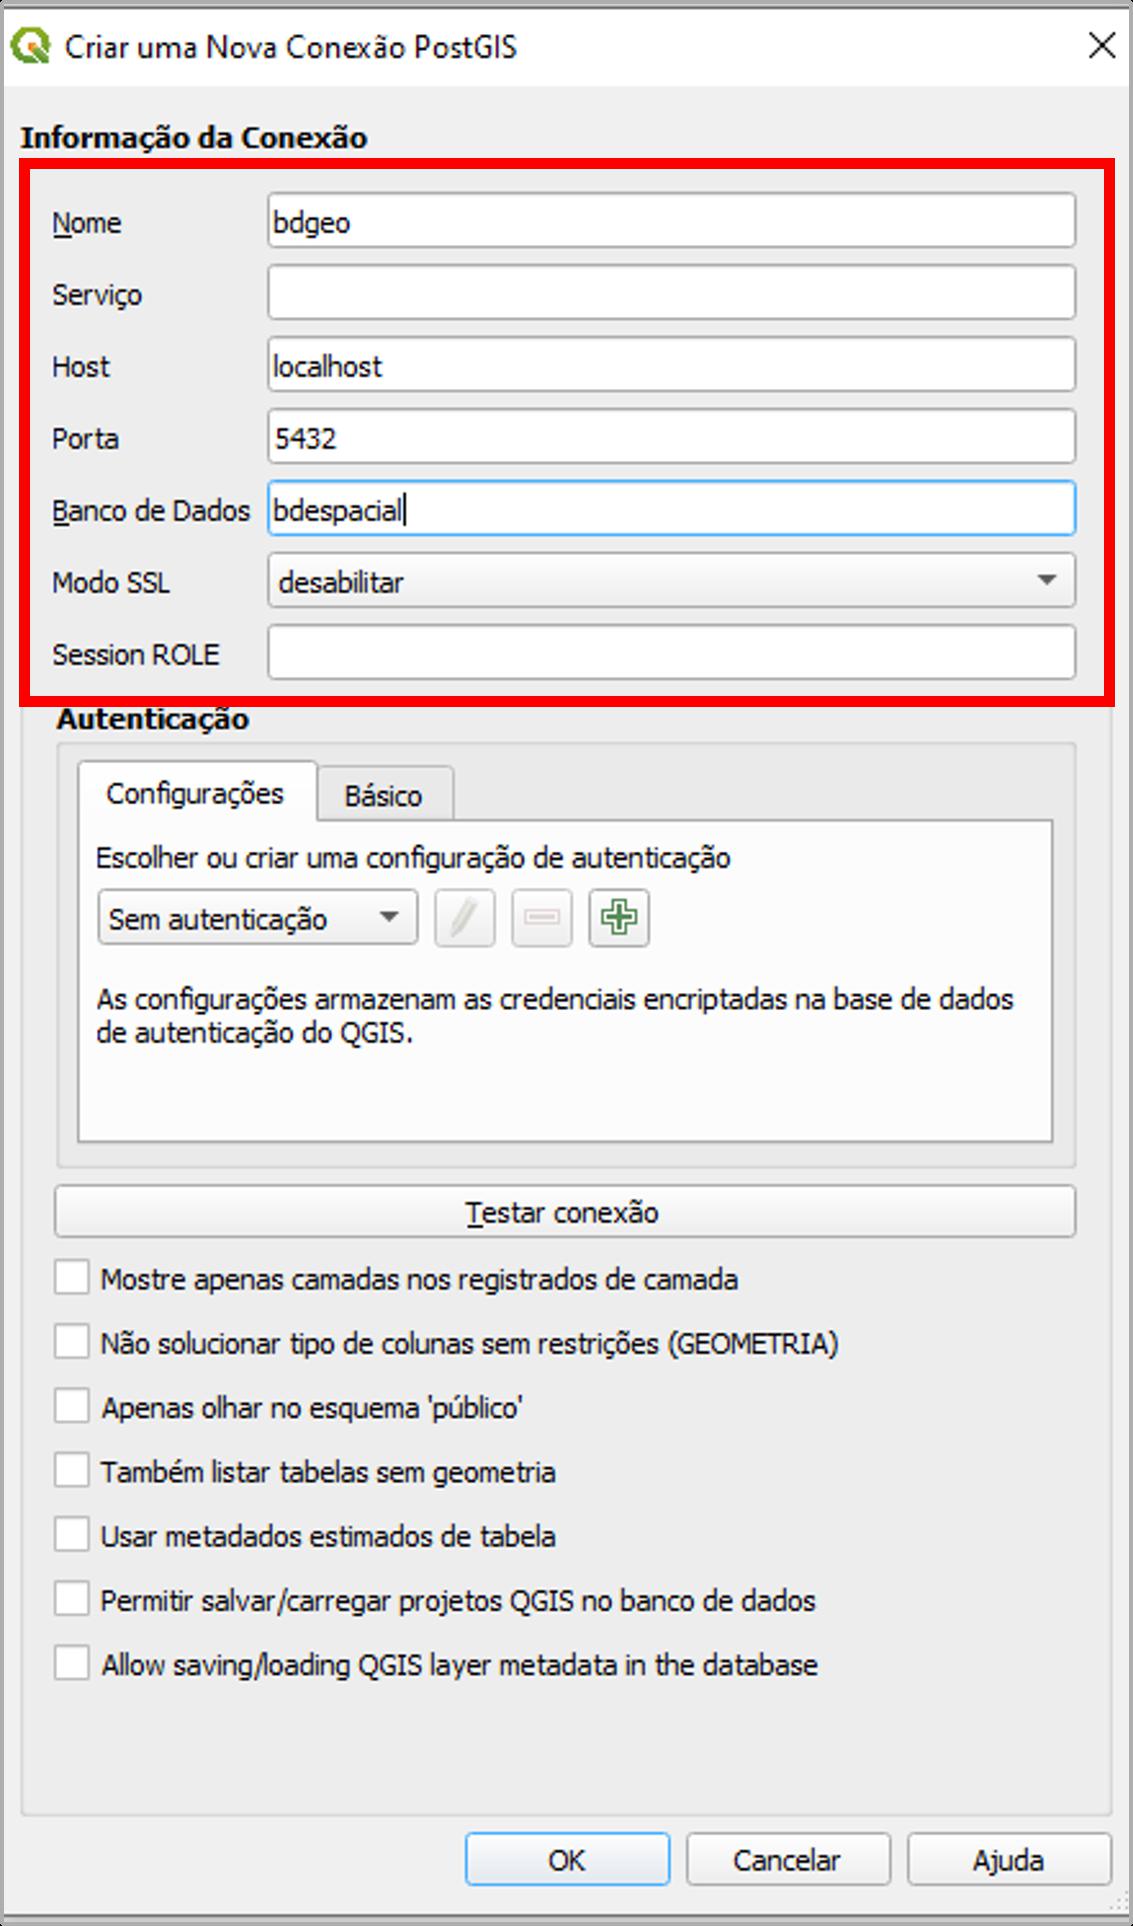 Criar uma Nova Conexão PostGIS
Informação da Conexão
Nome bdgeo
Serviço
Host localhost
Porta 5432
Banco de Dados bdespacial
Modo SSL desabilitar
Session ROLE
Autenticação
Configurações Básico
Escolher ou criar uma configuração de autenticação
Sem autenticação
As configurações armazenam as credenciais encriptadas na base de dados
de autenticação do QGIS.
Testar conexão
Mostre apenas camadas nos registrados de camada
Não solucionar tipo de colunas sem restrições (GEOMETRIA)
Apenas olhar no esquema 'público'
Também listar tabelas sem geometria
Usar metadados estimados de tabela
Permitir salvar/carregar projetos QGIS no banco de dados
Allow saving/loading QGIS layer metadata in the database
OK Cancelar Ajuda